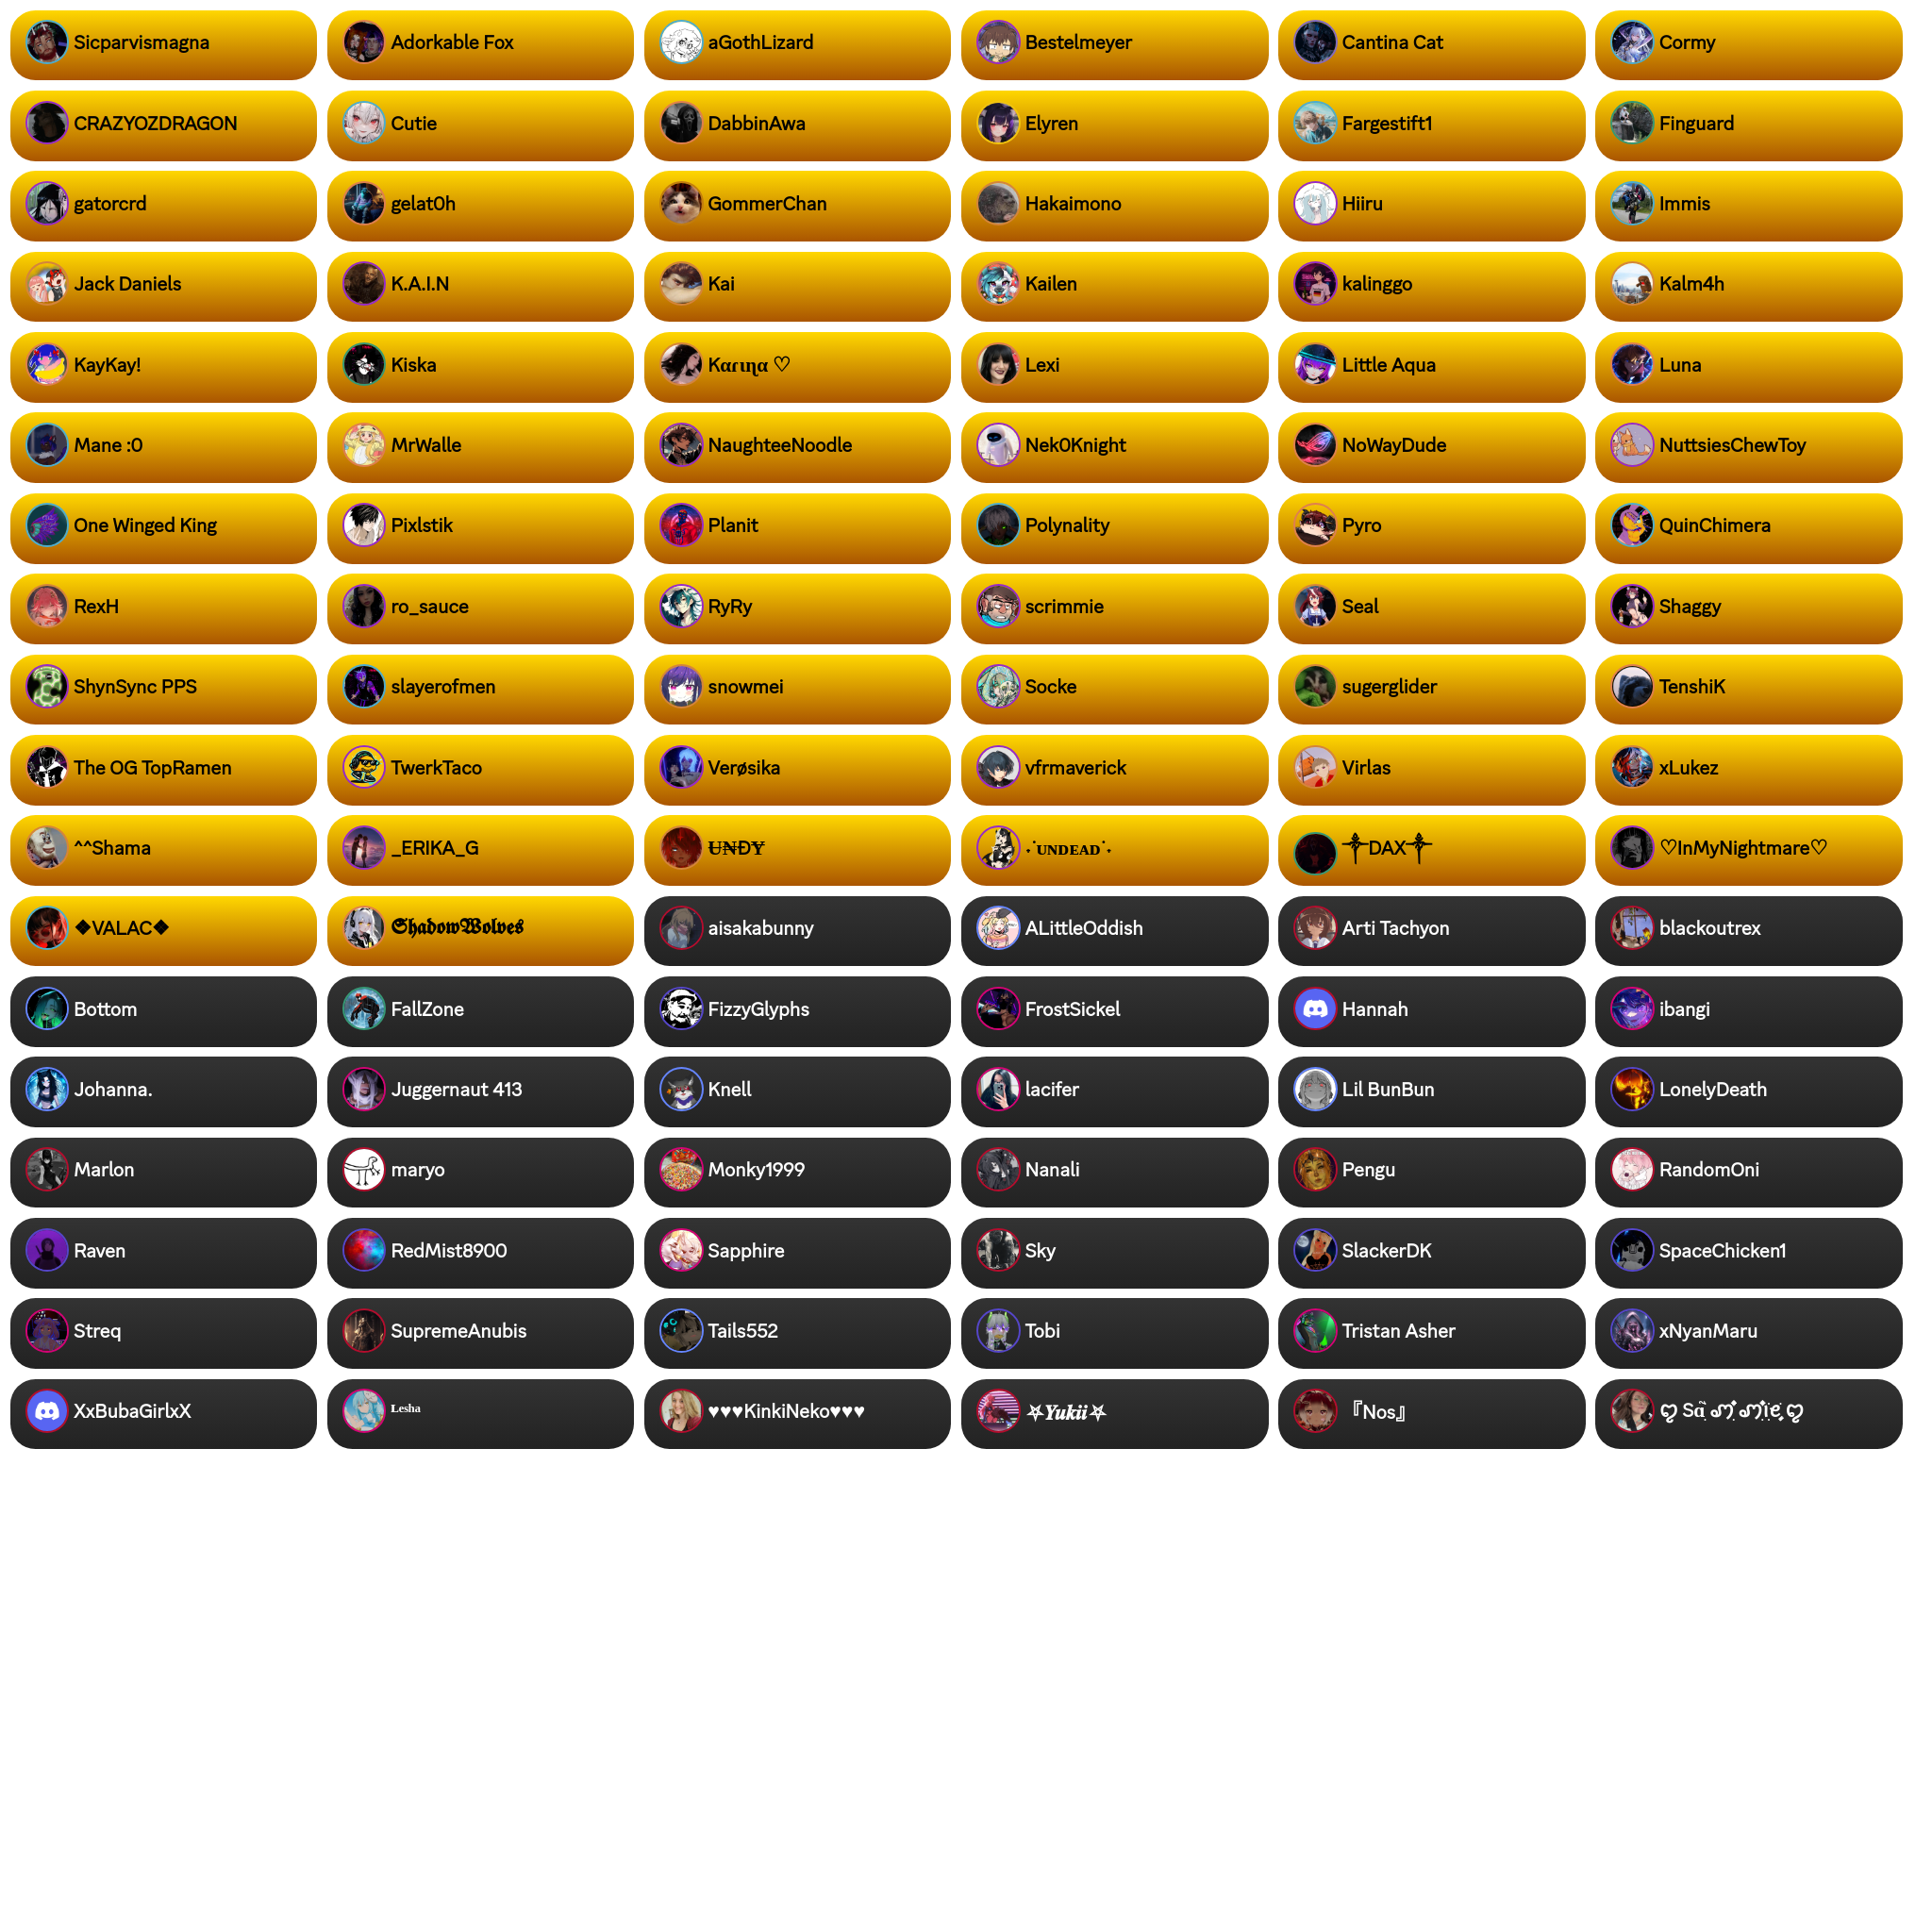 Sicparvismagna Adorkable Fox aGothLizard Bestelmeyer Cantina Cat Cormy
CRAZYOZDRAGON Cutie DabbinAwa Elyren Fargestift1 Finguard
gatorcrd gelat0h GommerChan Hakaimono Hiiru Immis
Jack Daniels K.A.I.N Kai Kailen kalinggo Kalm4h
KayKay! Kiska Kαɾιɳα ♡ Lexi Little Aqua Luna
Mane :0 MrWalle NaughteeNoodle Nek0Knight NoWayDude NuttsiesChewToy
One Winged King Pixlstik Planit Polynality Pyro QuinChimera
RexH ro_sauce RyRy scrimmie Seal Shaggy
ShynSync PPS slayerofmen snowmei Socke sugerglider TenshiK
The OG TopRamen TwerkTaco Verøsika vfrmaverick Virlas xLukez
^^Shama _ERIKA_G Ʉ₦ĐɎ ˖˙ᴜɴᴅᴇᴀᴅ˙˖ ⸸DAX⸸ ♡InMyNightmare♡
❖VALAC❖ 𝕾𝖍𝖆𝖉𝖔𝖜𝖂𝖔𝖑𝖛𝖊𝖘 aisakabunny ALittleOddish Arti Tachyon blackoutrex
Bottom FallZone FizzyGlyphs FrostSickel Hannah ibangi
Johanna. Juggernaut 413 Knell lacifer Lil BunBun LonelyDeath
Marlon maryo Monky1999 Nanali Pengu RandomOni
Raven RedMist8900 Sapphire Sky SlackerDK SpaceChicken1
Streq SupremeAnubis Tails552 Tobi Tristan Asher xNyanMaru
XxBubaGirlxX ᴸᵉˢʰᵃ ♥♥♥KinkiNeko♥♥♥ ⛧𝒀𝒖𝒌𝒊𝒊⛧ 『Nos』